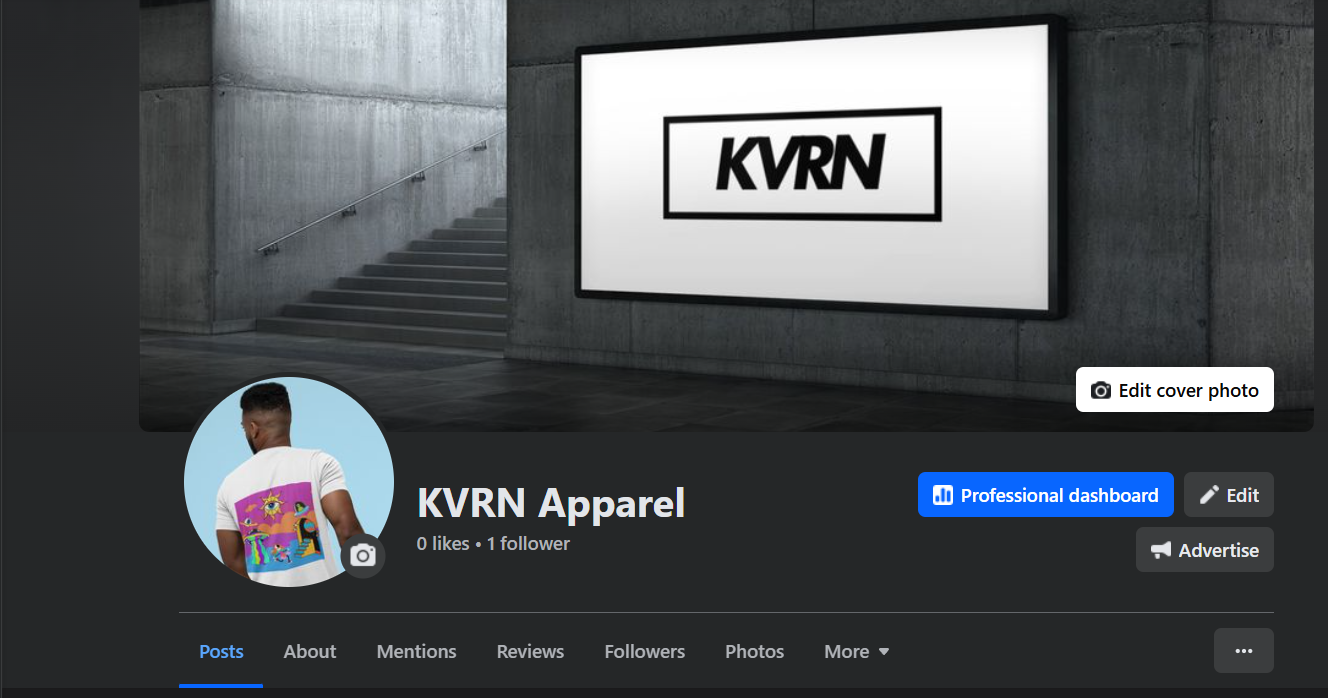 KVRN
Edit cover photo
KVRN Apparel
0 likes • 1 follower
Professional dashboard
Edit
Advertise
Posts About Mentions Reviews Followers Photos More